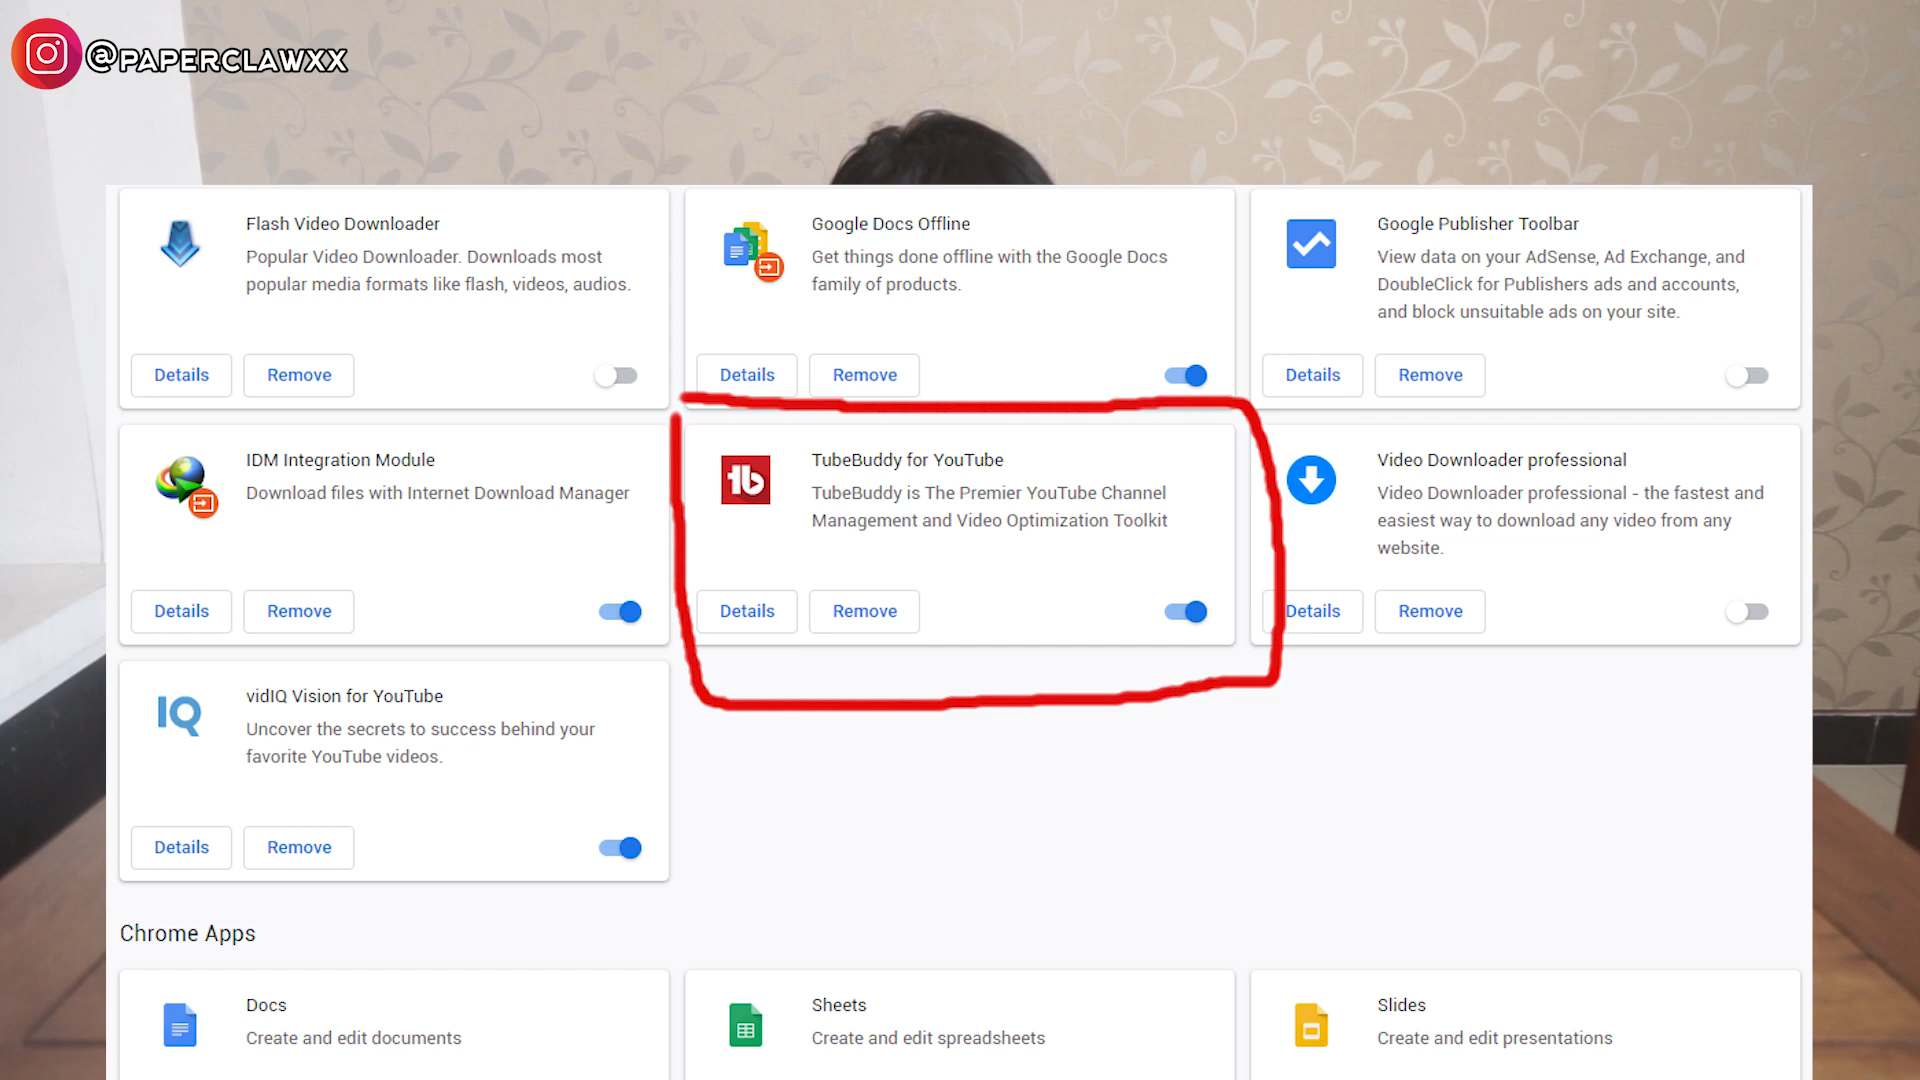 @PAPERCLAWXX
Flash Video Downloader
Popular Video Downloader. Downloads most
popular media formats like flash, videos, audios.
Details Remove
Google Docs Offline
Get things done offline with the Google Docs
family of products.
Details Remove
Google Publisher Toolbar
View data on your AdSense, Ad Exchange, and
DoubleClick for Publishers ads and accounts,
and block unsuitable ads on your site.
Details Remove
IDM Integration Module
Download files with Internet Download Manager
Details Remove
tb
TubeBuddy for YouTube
TubeBuddy is The Premier YouTube Channel
Management and Video Optimization Toolkit
Details Remove
Video Downloader professional
Video Downloader professional - the fastest and
easiest way to download any video from any
website.
Details Remove
IQ
vidIQ Vision for YouTube
Uncover the secrets to success behind your
favorite YouTube videos.
Details Remove
Chrome Apps
Docs
Create and edit documents
Sheets
Create and edit spreadsheets
Slides
Create and edit presentations